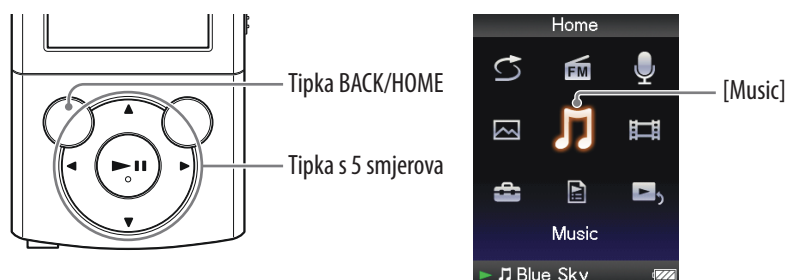 Tipka BACK/HOME
Tipka s 5 smjerova
Home
FM
[Music]
Music
Blue Sky